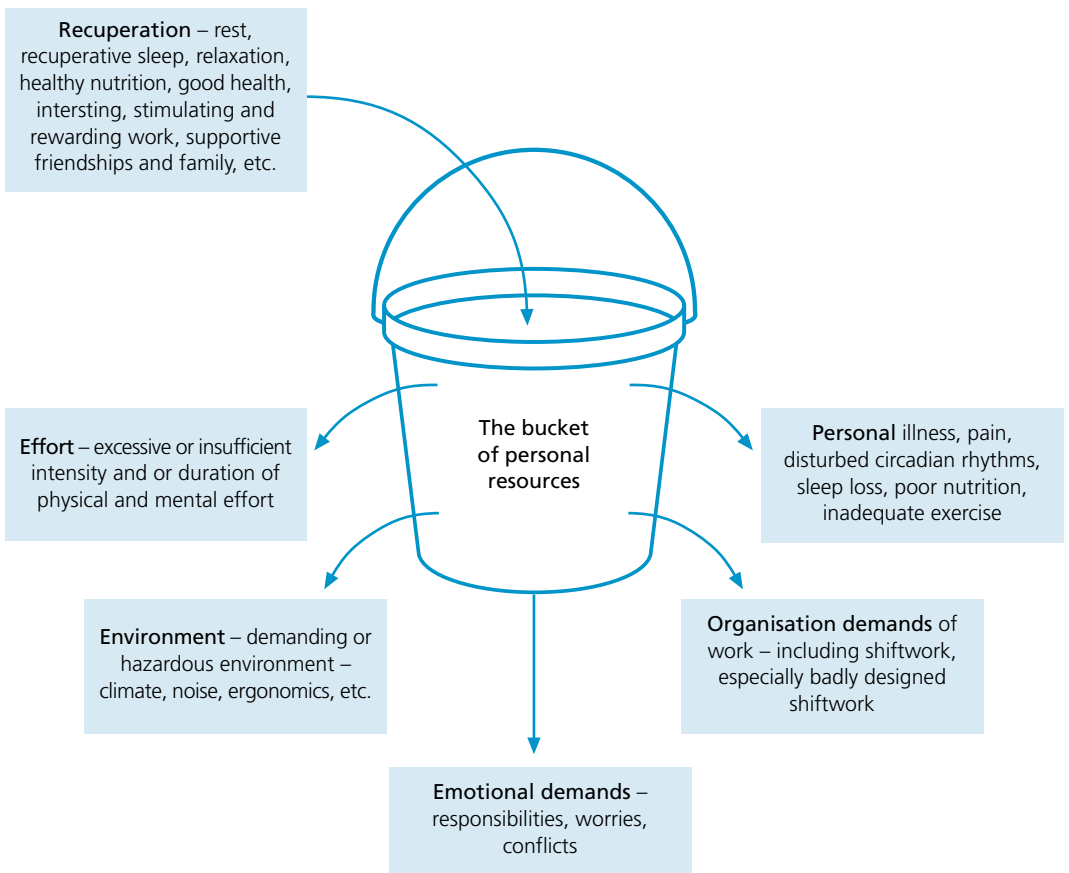 Recuperation – rest,
recuperative sleep, relaxation,
healthy nutrition, good health,
intersting, stimulating and
rewarding work, supportive
friendships and family, etc.
The bucket
of personal
resources
Effort – excessive or insufficient
intensity and or duration of
physical and mental effort
Personal illness, pain,
disturbed circadian rhythms,
sleep loss, poor nutrition,
inadequate exercise
Environment – demanding or
hazardous environment –
climate, noise, ergonomics, etc.
Organisation demands of
work – including shiftwork,
especially badly designed
shiftwork
Emotional demands –
responsibilities, worries,
conflicts